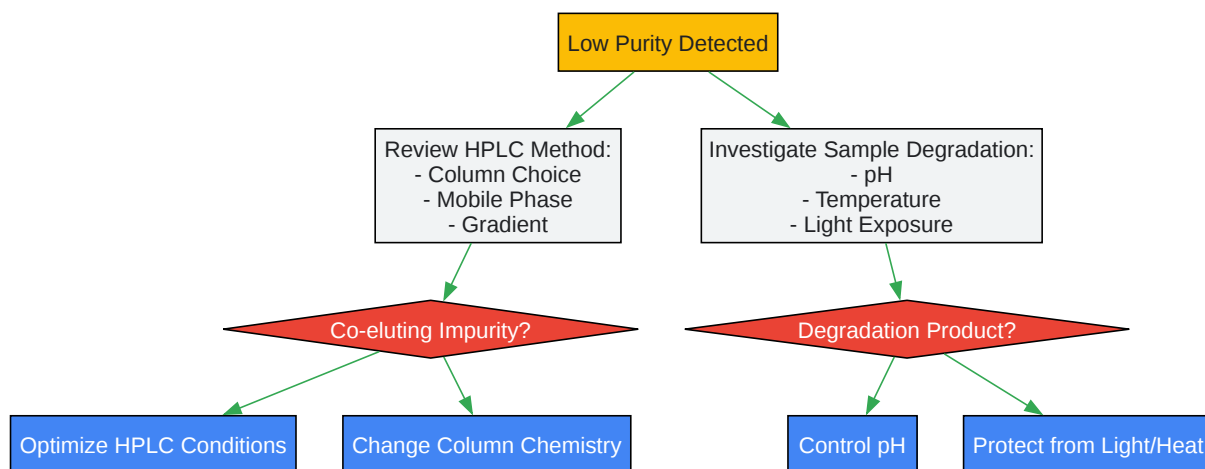 Low Purity Detected
Review HPLC Method:
- Column Choice
- Mobile Phase
- Gradient
Investigate Sample Degradation:
- pH
- Temperature
- Light Exposure
Co-eluting Impurity?
Degradation Product?
Optimize HPLC Conditions
Change Column Chemistry
Control pH
Protect from Light/Heat